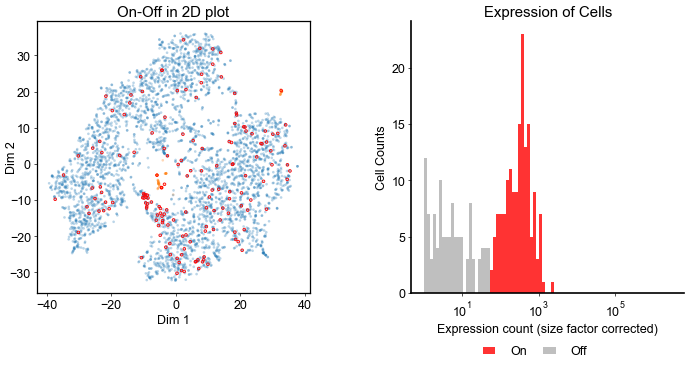 On-Off in 2D plot
Dim 2
30
20
10
0
−10
−20
−30
−40
−20
0
20
40
Dim 1
Expression of Cells
Cell Counts
20
15
10
5
0
10^1
10^3
10^5
Expression count (size factor corrected)
On
Off